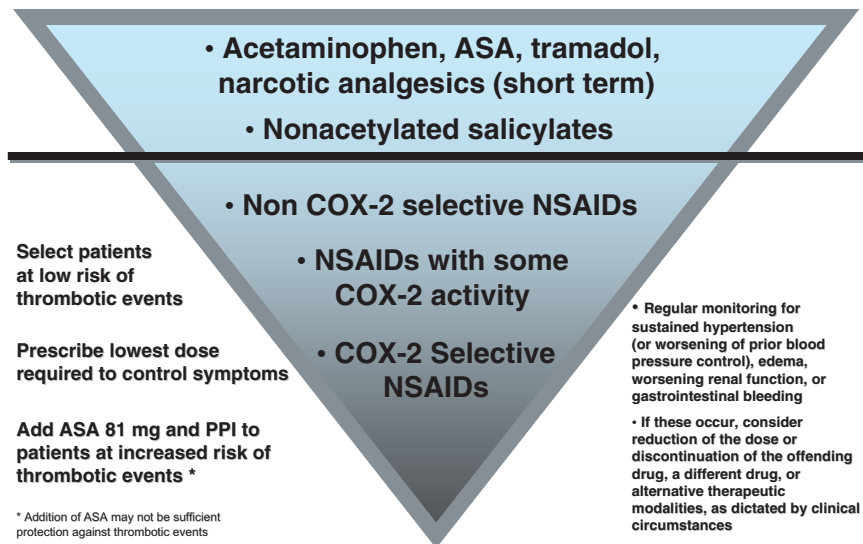 • Acetaminophen, ASA, tramadol,
narcotic analgesics (short term)
• Nonacetylated salicylates
• Non COX-2 selective NSAIDs
• NSAIDs with some
COX-2 activity
• COX-2 Selective
NSAIDs
Select patients
at low risk of
thrombotic events
Prescribe lowest dose
required to control symptoms
Add ASA 81 mg and PPI to
patients at increased risk of
thrombotic events *
* Addition of ASA may not be sufficient
protection against thrombotic events
• Regular monitoring for
sustained hypertension
(or worsening of prior blood
pressure control), edema,
worsening renal function, or
gastrointestinal bleeding
• If these occur, consider
reduction of the dose or
discontinuation of the offending
drug, a different drug, or
alternative therapeutic
modalities, as dictated by clinical
circumstances